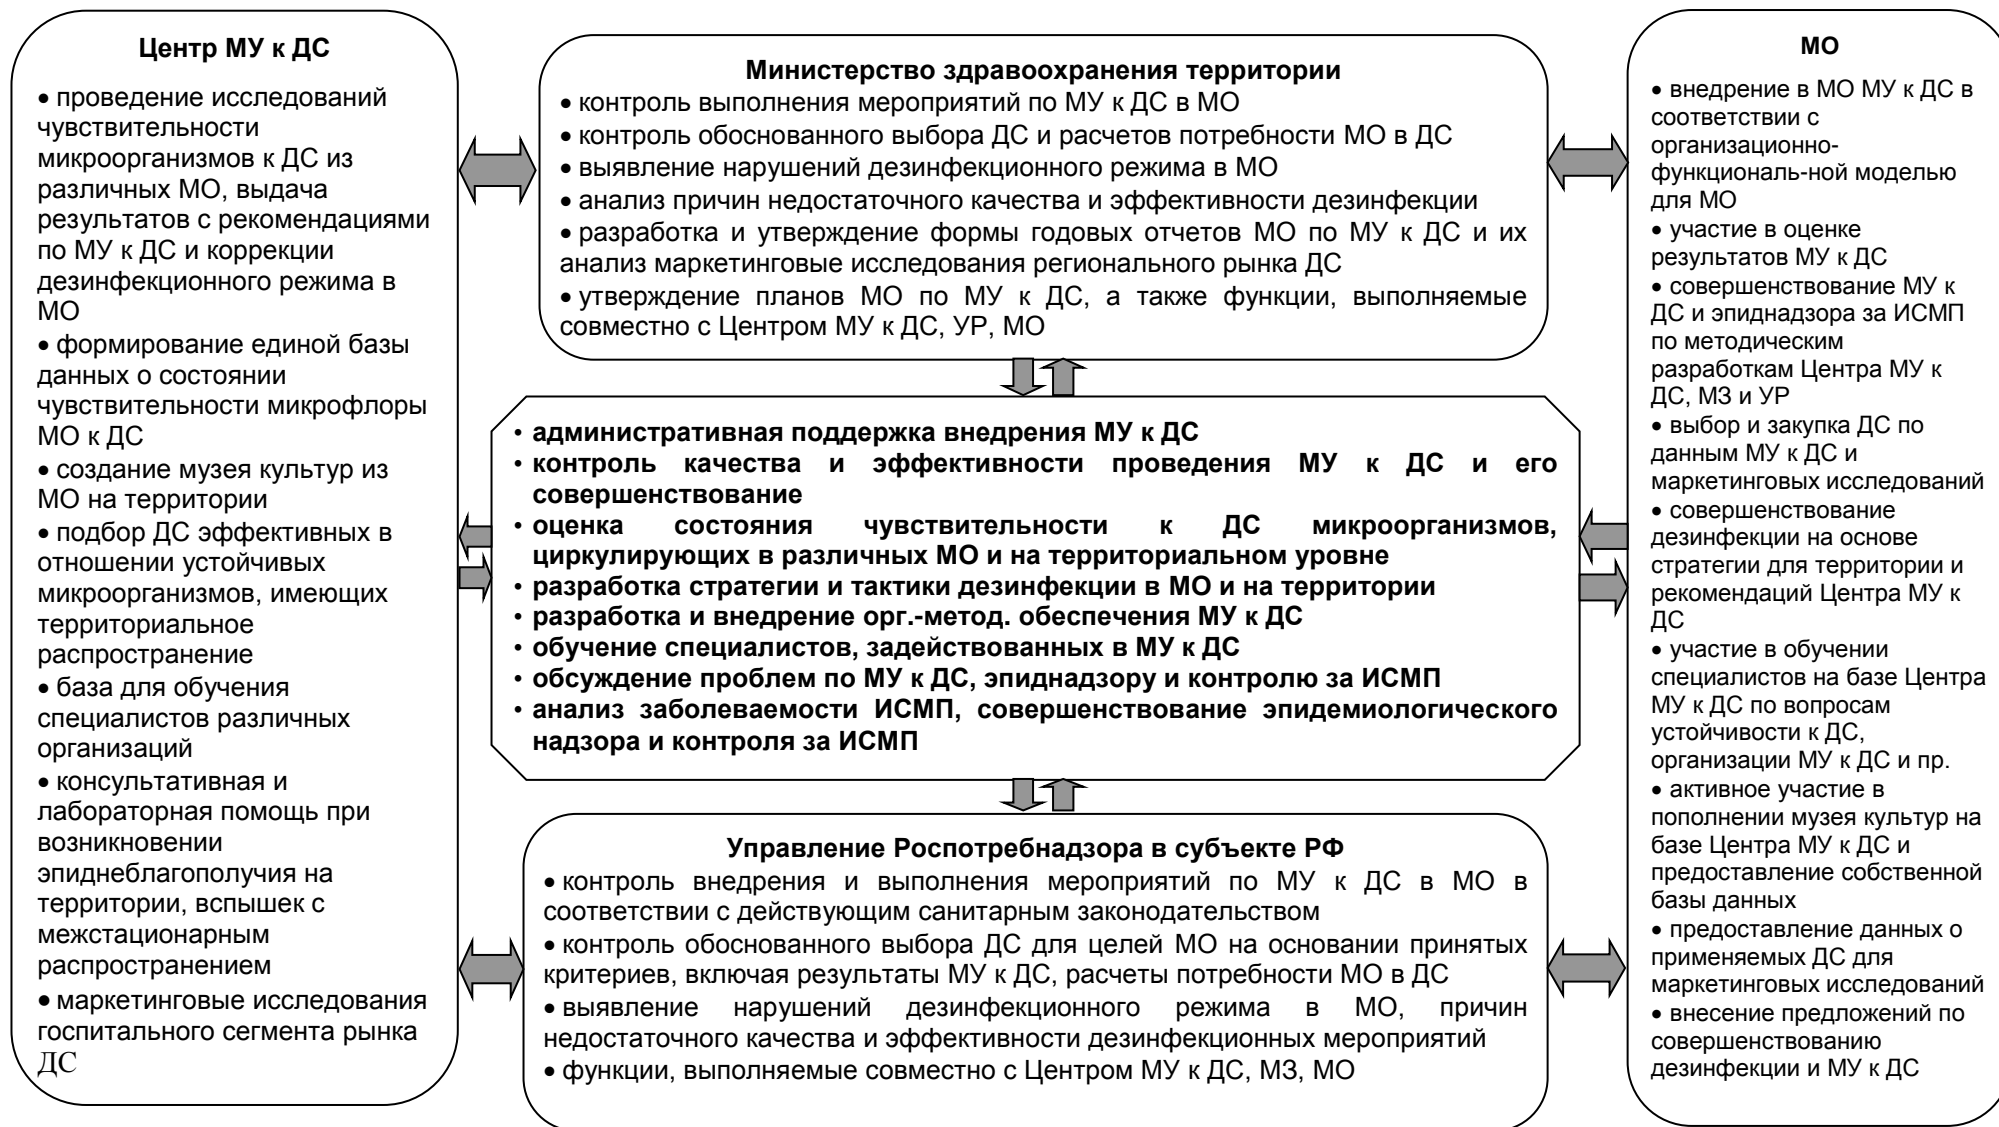 Центр МУ к ДС
• проведение исследований
чувствительности
микроорганизмов к ДС из
различных МО, выдача
результатов с рекомендациями
по МУ к ДС и коррекции
дезинфекционного режима в
МО
• формирование единой базы
данных о состоянии
чувствительности микрофлоры
МО к ДС
• создание музея культур из
МО на территории
• подбор ДС эффективных в
отношении устойчивых
микроорганизмов, имеющих
территориальное
распространение
• база для обучения
специалистов различных
организаций
• консультативная и
лабораторная помощь при
возникновении
эпиднеблагополучия на
территории, вспышек с
межстационарным
распространением
• маркетинговые исследования
госпитального сегмента рынка
ДС
Министерство здравоохранения территории
• контроль выполнения мероприятий по МУ к ДС в МО
• контроль обоснованного выбора ДС и расчетов потребности МО в ДС
• выявление нарушений дезинфекционного режима в МО
• анализ причин недостаточного качества и эффективности дезинфекции
• разработка и утверждение формы годовых отчетов МО по МУ к ДС и их
анализ маркетинговые исследования регионального рынка ДС
• утверждение планов МО по МУ к ДС, а также функции, выполняемые
совместно с Центром МУ к ДС, УР, МО
• административная поддержка внедрения МУ к ДС
• контроль качества и эффективности проведения МУ к ДС и его
совершенствование
• оценка состояния чувствительности к ДС микроорганизмов,
циркулирующих в различных МО и на территориальном уровне
• разработка стратегии и тактики дезинфекции в МО и на территории
• разработка и внедрение орг.-метод. обеспечения МУ к ДС
• обучение специалистов, задействованных в МУ к ДС
• обсуждение проблем по МУ к ДС, эпиднадзору и контролю за ИСМП
• анализ заболеваемости ИСМП, совершенствование эпидемиологического
надзора и контроля за ИСМП
Управление Роспотребнадзора в субъекте РФ
• контроль внедрения и выполнения мероприятий по МУ к ДС в МО в
соответствии с действующим санитарным законодательством
• контроль обоснованного выбора ДС для целей МО на основании принятых
критериев, включая результаты МУ к ДС, расчеты потребности МО в ДС
• выявление нарушений дезинфекционного режима в МО, причин
недостаточного качества и эффективности дезинфекционных мероприятий
• функции, выполняемые совместно с Центром МУ к ДС, МЗ, МО
МО
• внедрение в МО МУ к ДС в
соответствии с
организационно-
функциональ-ной моделью
для МО
• участие в оценке
результатов МУ к ДС
• совершенствование МУ к
ДС и эпиднадзора за ИСМП
по методическим
разработкам Центра МУ к
ДС, МЗ и УР
• выбор и закупка ДС по
данным МУ к ДС и
маркетинговых исследований
• совершенствование
дезинфекции на основе
стратегии для территории и
рекомендаций Центра МУ к
ДС
• участие в обучении
специалистов на базе Центра
МУ к ДС по вопросам
устойчивости к ДС,
организации МУ к ДС и пр.
• активное участие в
пополнении музея культур на
базе Центра МУ к ДС и
предоставление собственной
базы данных
• предоставление данных о
применяемых ДС для
маркетинговых исследований
• внесение предложений по
совершенствованию
дезинфекции и МУ к ДС